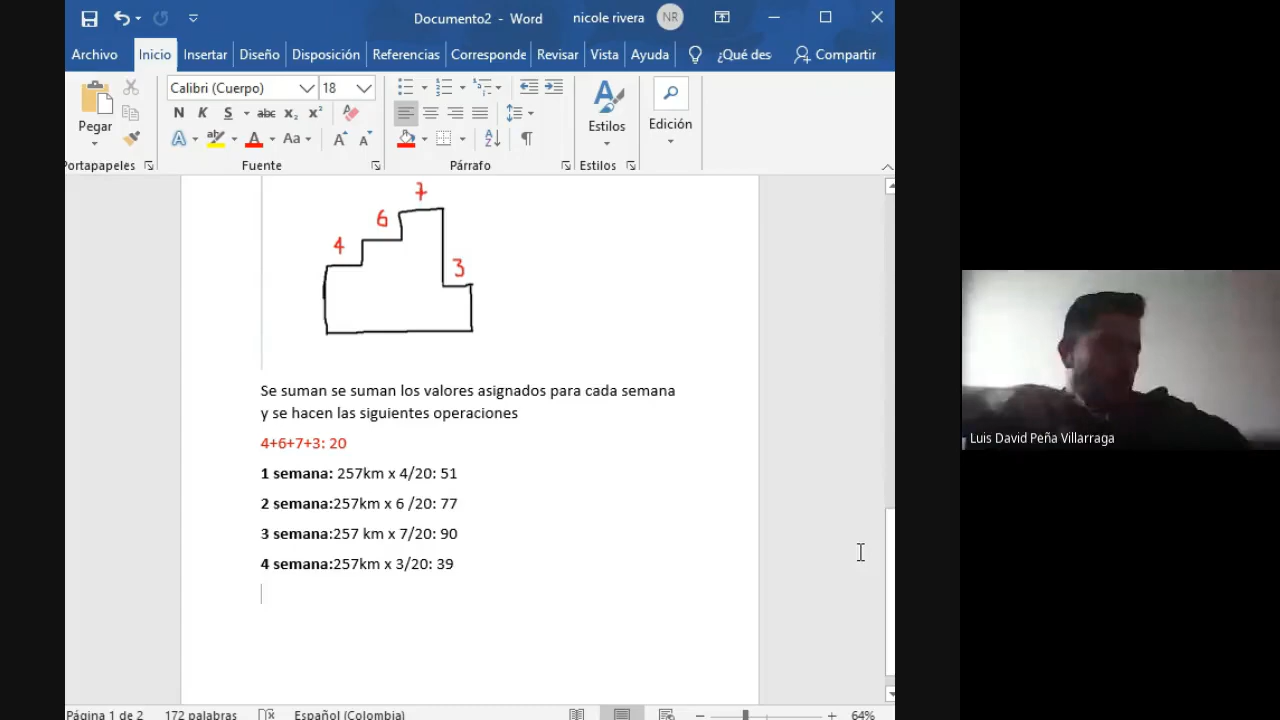 Documento2 - Word
nicole rivera
NR
Archivo
Inicio
Insertar
Diseño
Disposición
Referencias
Corresponde
Revisar
Vista
Ayuda
¿Qué des
Compartir
Pegar
Portapapeles
Calibri (Cuerpo)
18
N K S abc x₂ x²
A A Aa A A
Fuente
Párrafo
Estilos
Estilos
Edición
7
6
4
3
Se suman se suman los valores asignados para cada semana
y se hacen las siguientes operaciones
4+6+7+3: 20
1 semana: 257km x 4/20: 51
2 semana:257km x 6 /20: 77
3 semana:257 km x 7/20: 90
4 semana:257km x 3/20: 39
Luis David Peña Villarraga
Página 1 de 2
172 palabras
Español (Colombia)
64%